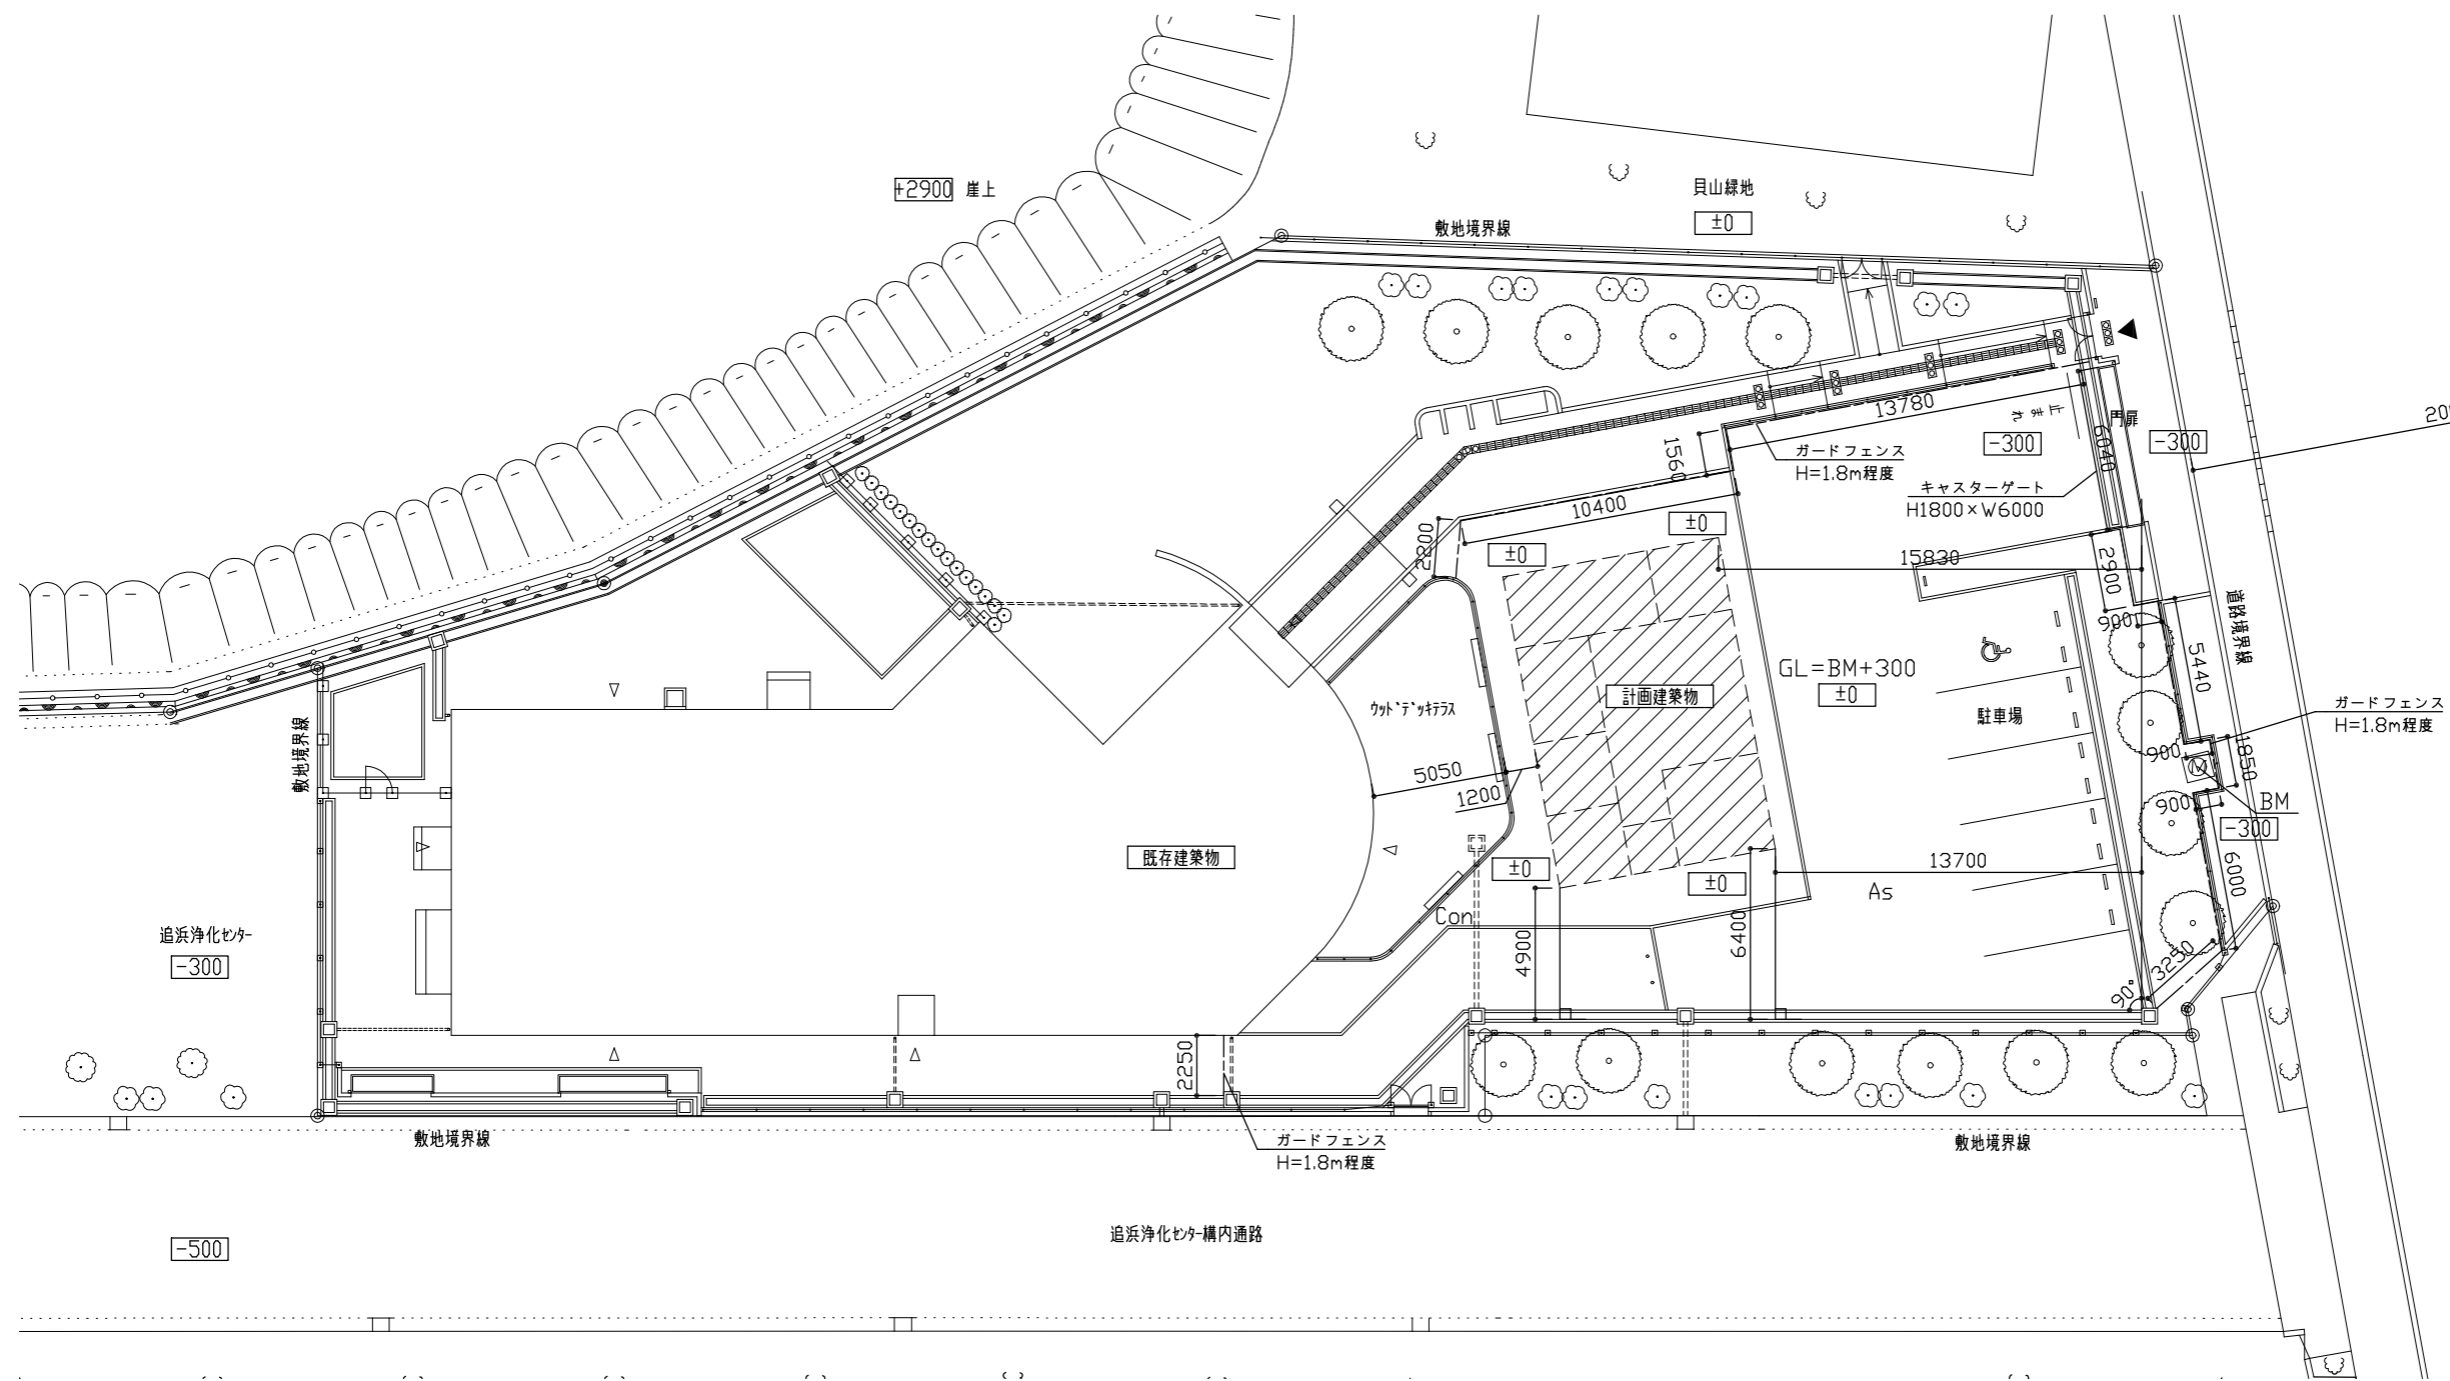 +2900 崖上
貝山緑地
±0
敷地境界線
13780
止まれ
門扉
-300
-300
6040
ガードフェンス
H=1.8m程度
キャスターゲート
H1800×W6000
1560
10400
±0
±0
2200
15830
2900
900
道路境界線
5440
GL=BM+300
±0
計画建築物
駐車場
ウッドデッキテラス
ガードフェンス
H=1.8m程度
900
1850
5050
1200
900
BM
-300
敷地境界線
既存建築物
±0
±0
13700
As
6000
Con
4900
6400
3250
90°
追浜浄化センター
-300
2250
敷地境界線
ガードフェンス
H=1.8m程度
敷地境界線
追浜浄化センター構内通路
-500